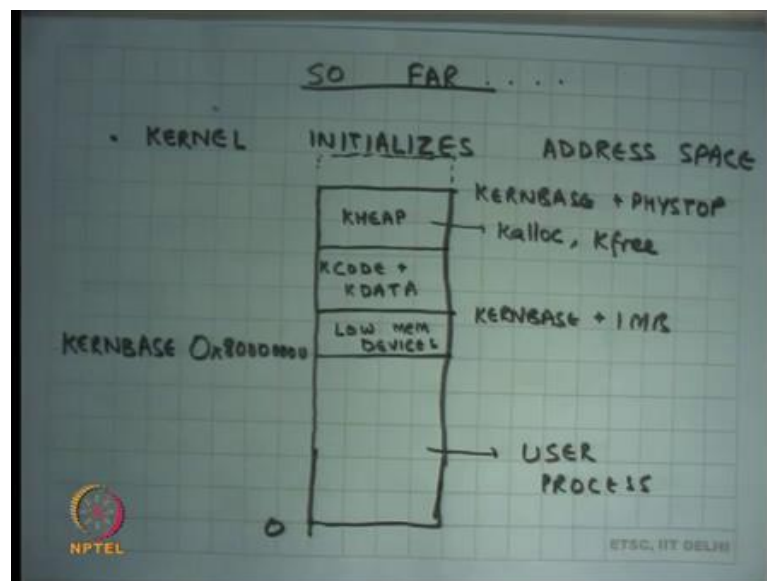 SO FAR ....
• KERNEL INITIALIZES ADDRESS SPACE
KERNBASE + PHYSTOP
KHEAP
Kalloc, Kfree
KCODE +
KDATA
KERNBASE + 1MB
LOW MEM
DEVICES
KERNBASE 0x80000000
USER
PROCESS
0
NPTEL
ETSC, IIT DELHI